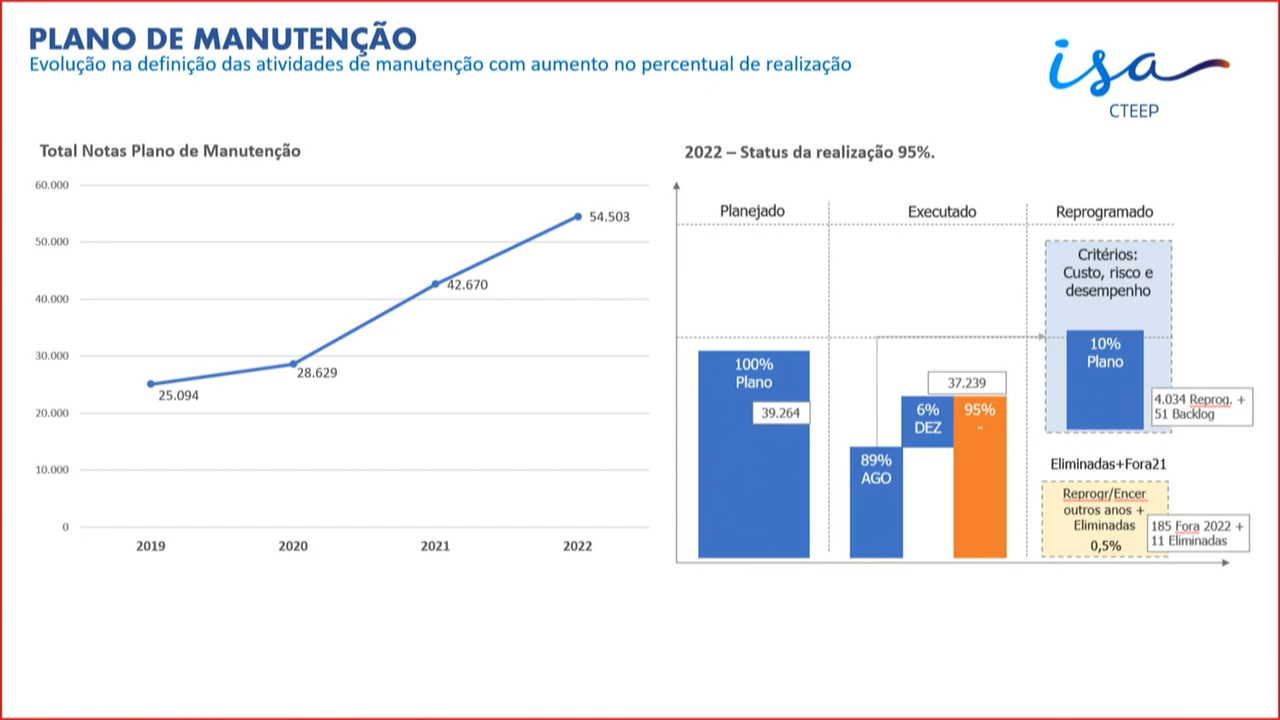 PLANO DE MANUTENÇÃO
Evolução na definição das atividades de manutenção com aumento no percentual de realização
isa
CTEEP
Total Notas Plano de Manutenção
60.000
50.000
40.000
30.000
20.000
10.000
0
54.503
42.670
28.629
25.094
2019
2020
2021
2022
2022 – Status da realização 95%.
Planejado
Executado
Reprogramado
100%
Plano
39.264
89%
AGO
6%
DEZ
37.239
95%
-
Critérios:
Custo, risco e
desempenho
10%
Plano
4.034 Reprog. +
51 Backlog
Eliminadas+Fora21
Reprogr/Encer
outros anos +
Eliminadas
0,5%
185 Fora 2022 +
11 Eliminadas